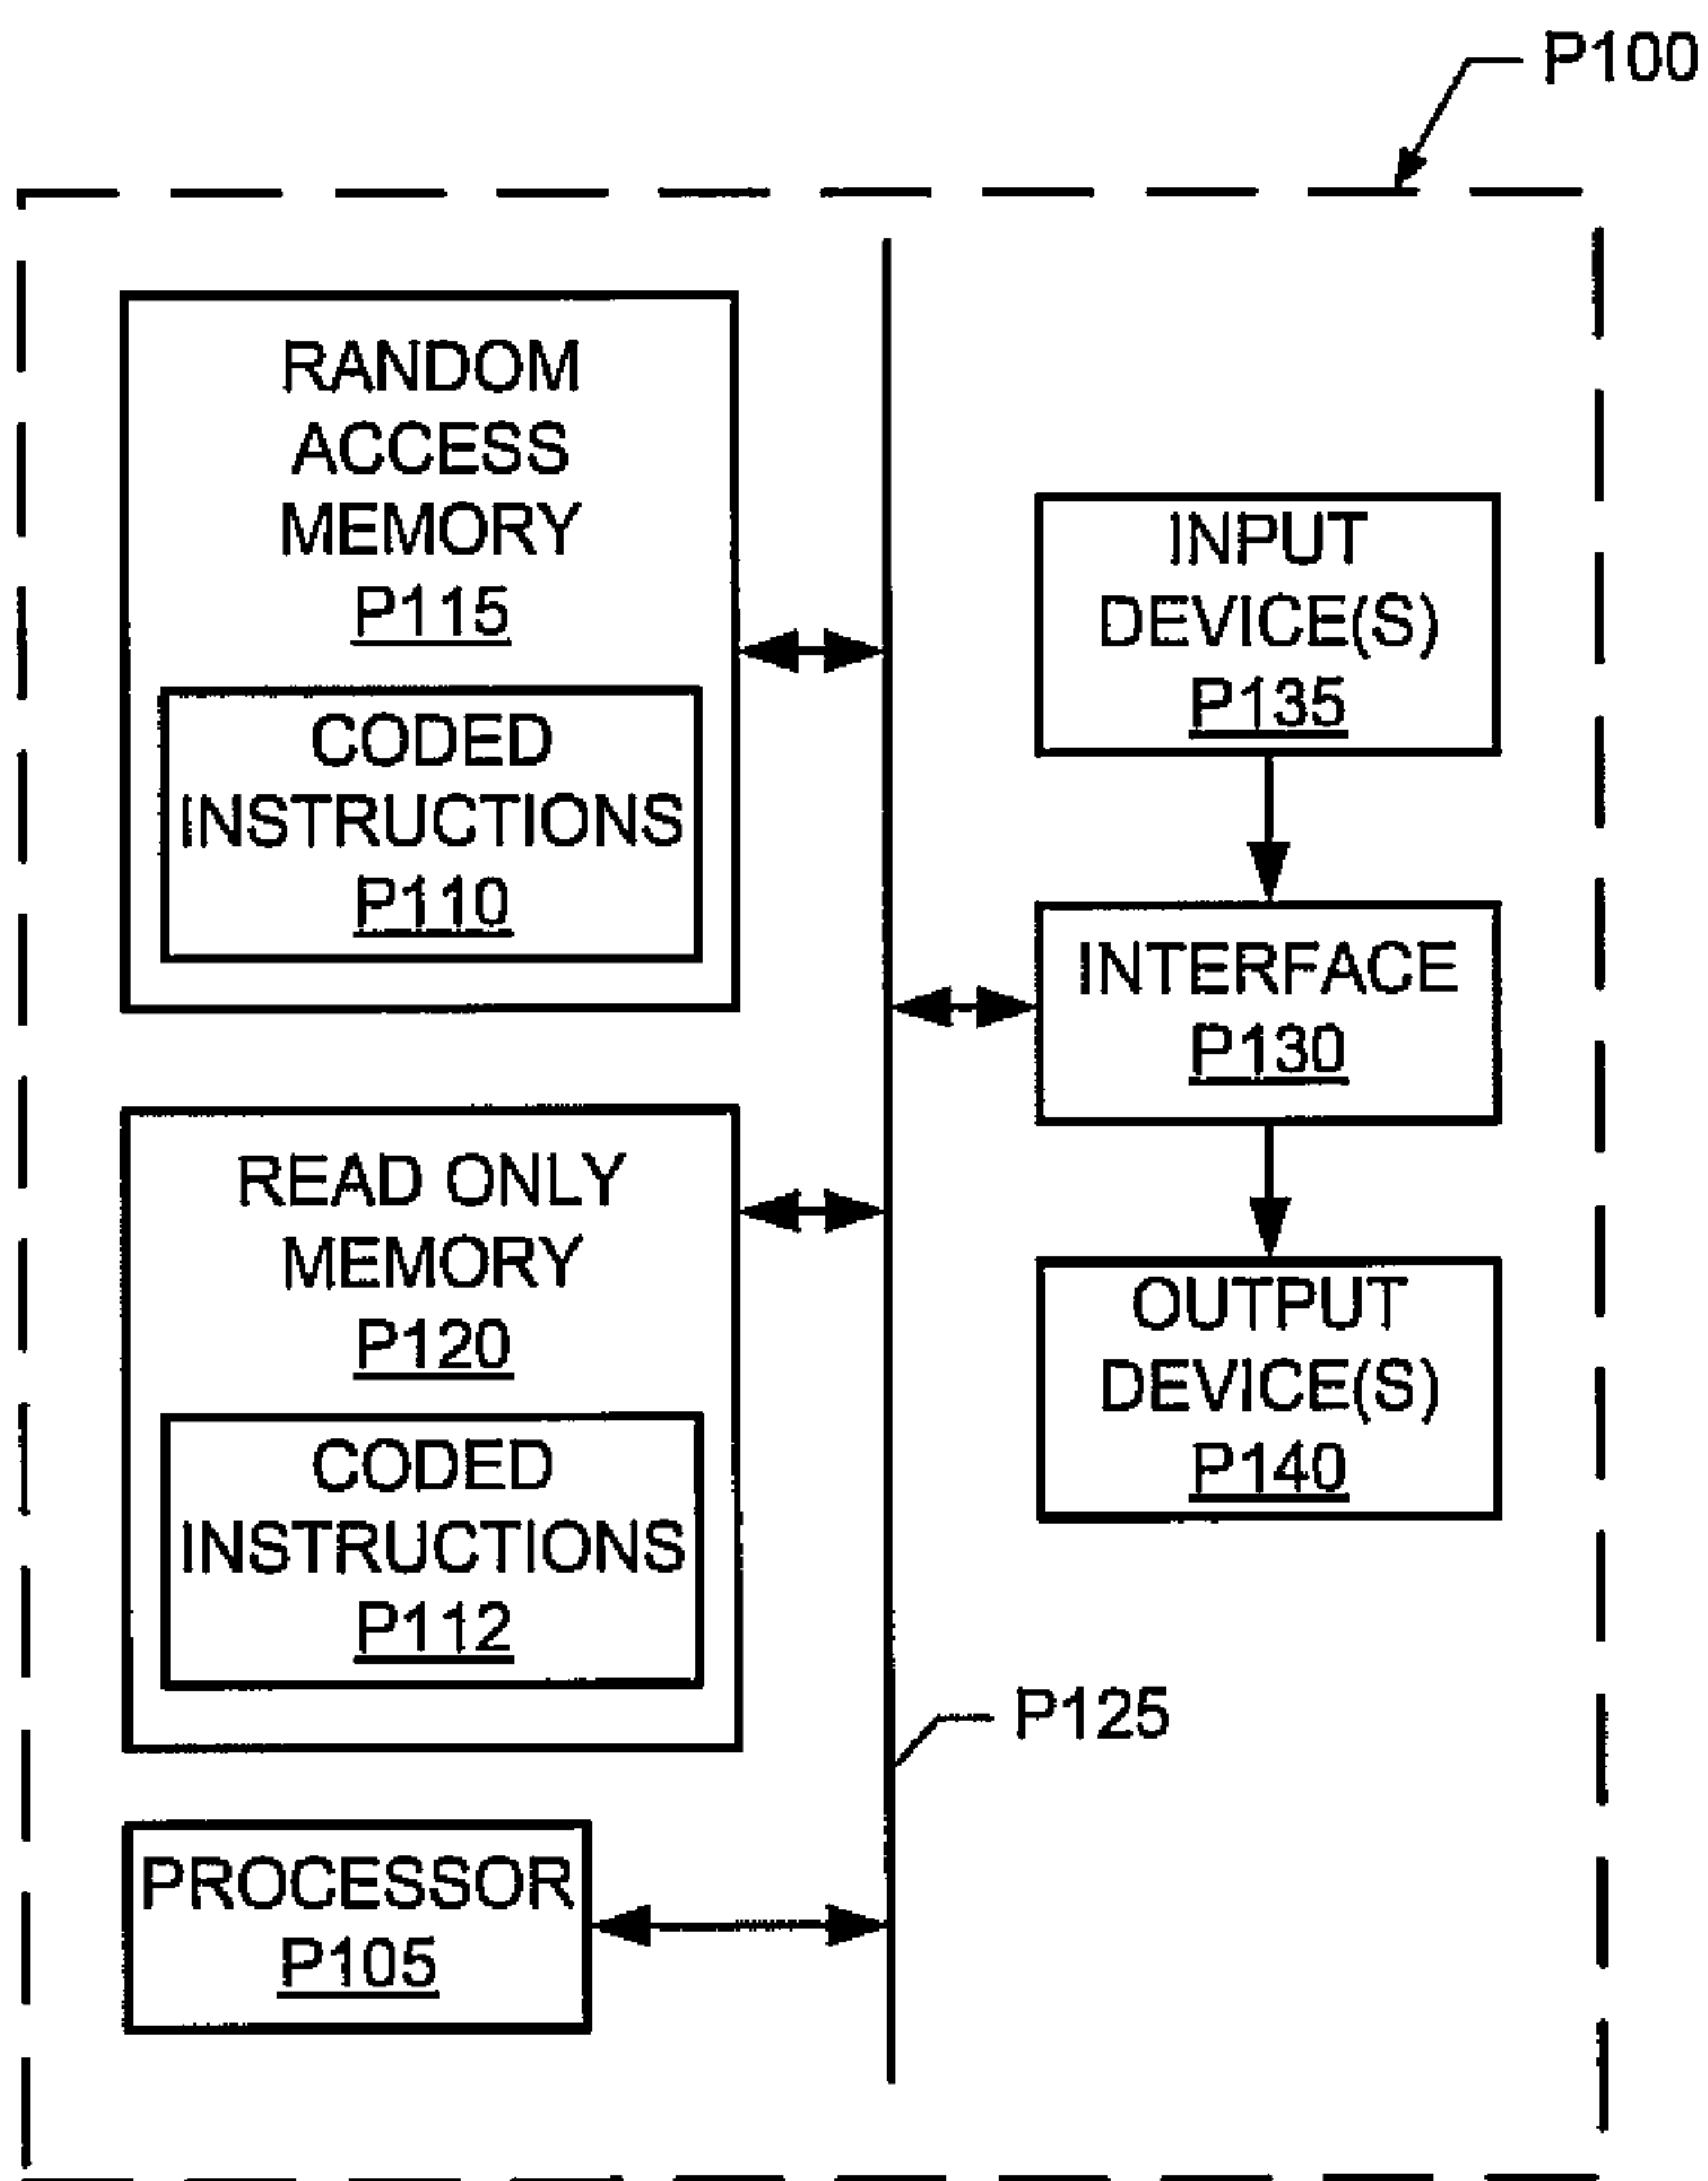 P100
RANDOM
ACCESS
MEMORY
P115
CODED
INSTRUCTIONS
P110
READ ONLY
MEMORY
P120
CODED
INSTRUCTIONS
P112
PROCESSOR
P105
INPUT
DEVICE(S)
P135
INTERFACE
P130
OUTPUT
DEVICE(S)
P140
P125